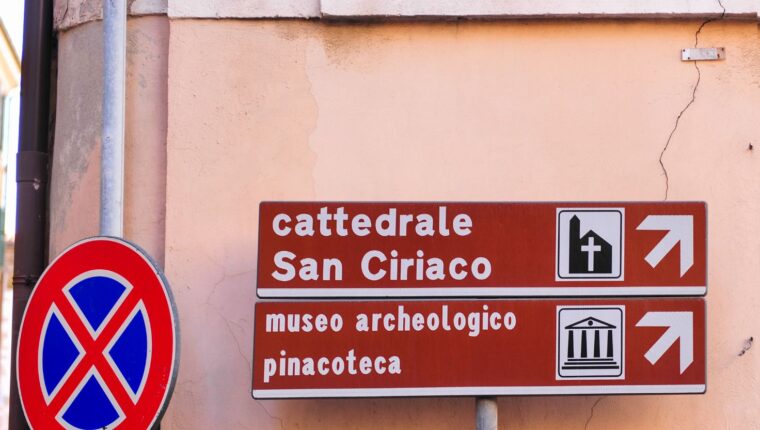 cattedrale
San Ciriaco
museo archeologico
pinacoteca